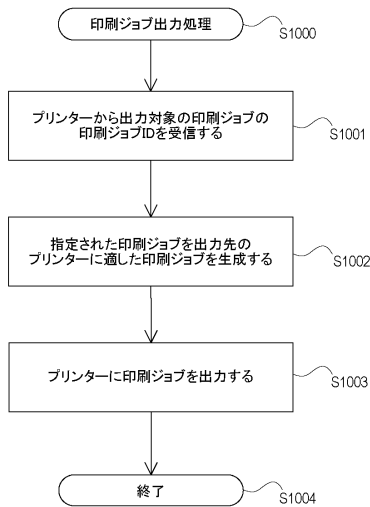 印刷ジョブ出力処理
S1000
プリンターから出力対象の印刷ジョブの
印刷ジョブIDを受信する
S1001
指定された印刷ジョブを出力先の
プリンターに適した印刷ジョブを生成する
S1002
プリンターに印刷ジョブを出力する
S1003
終了
S1004